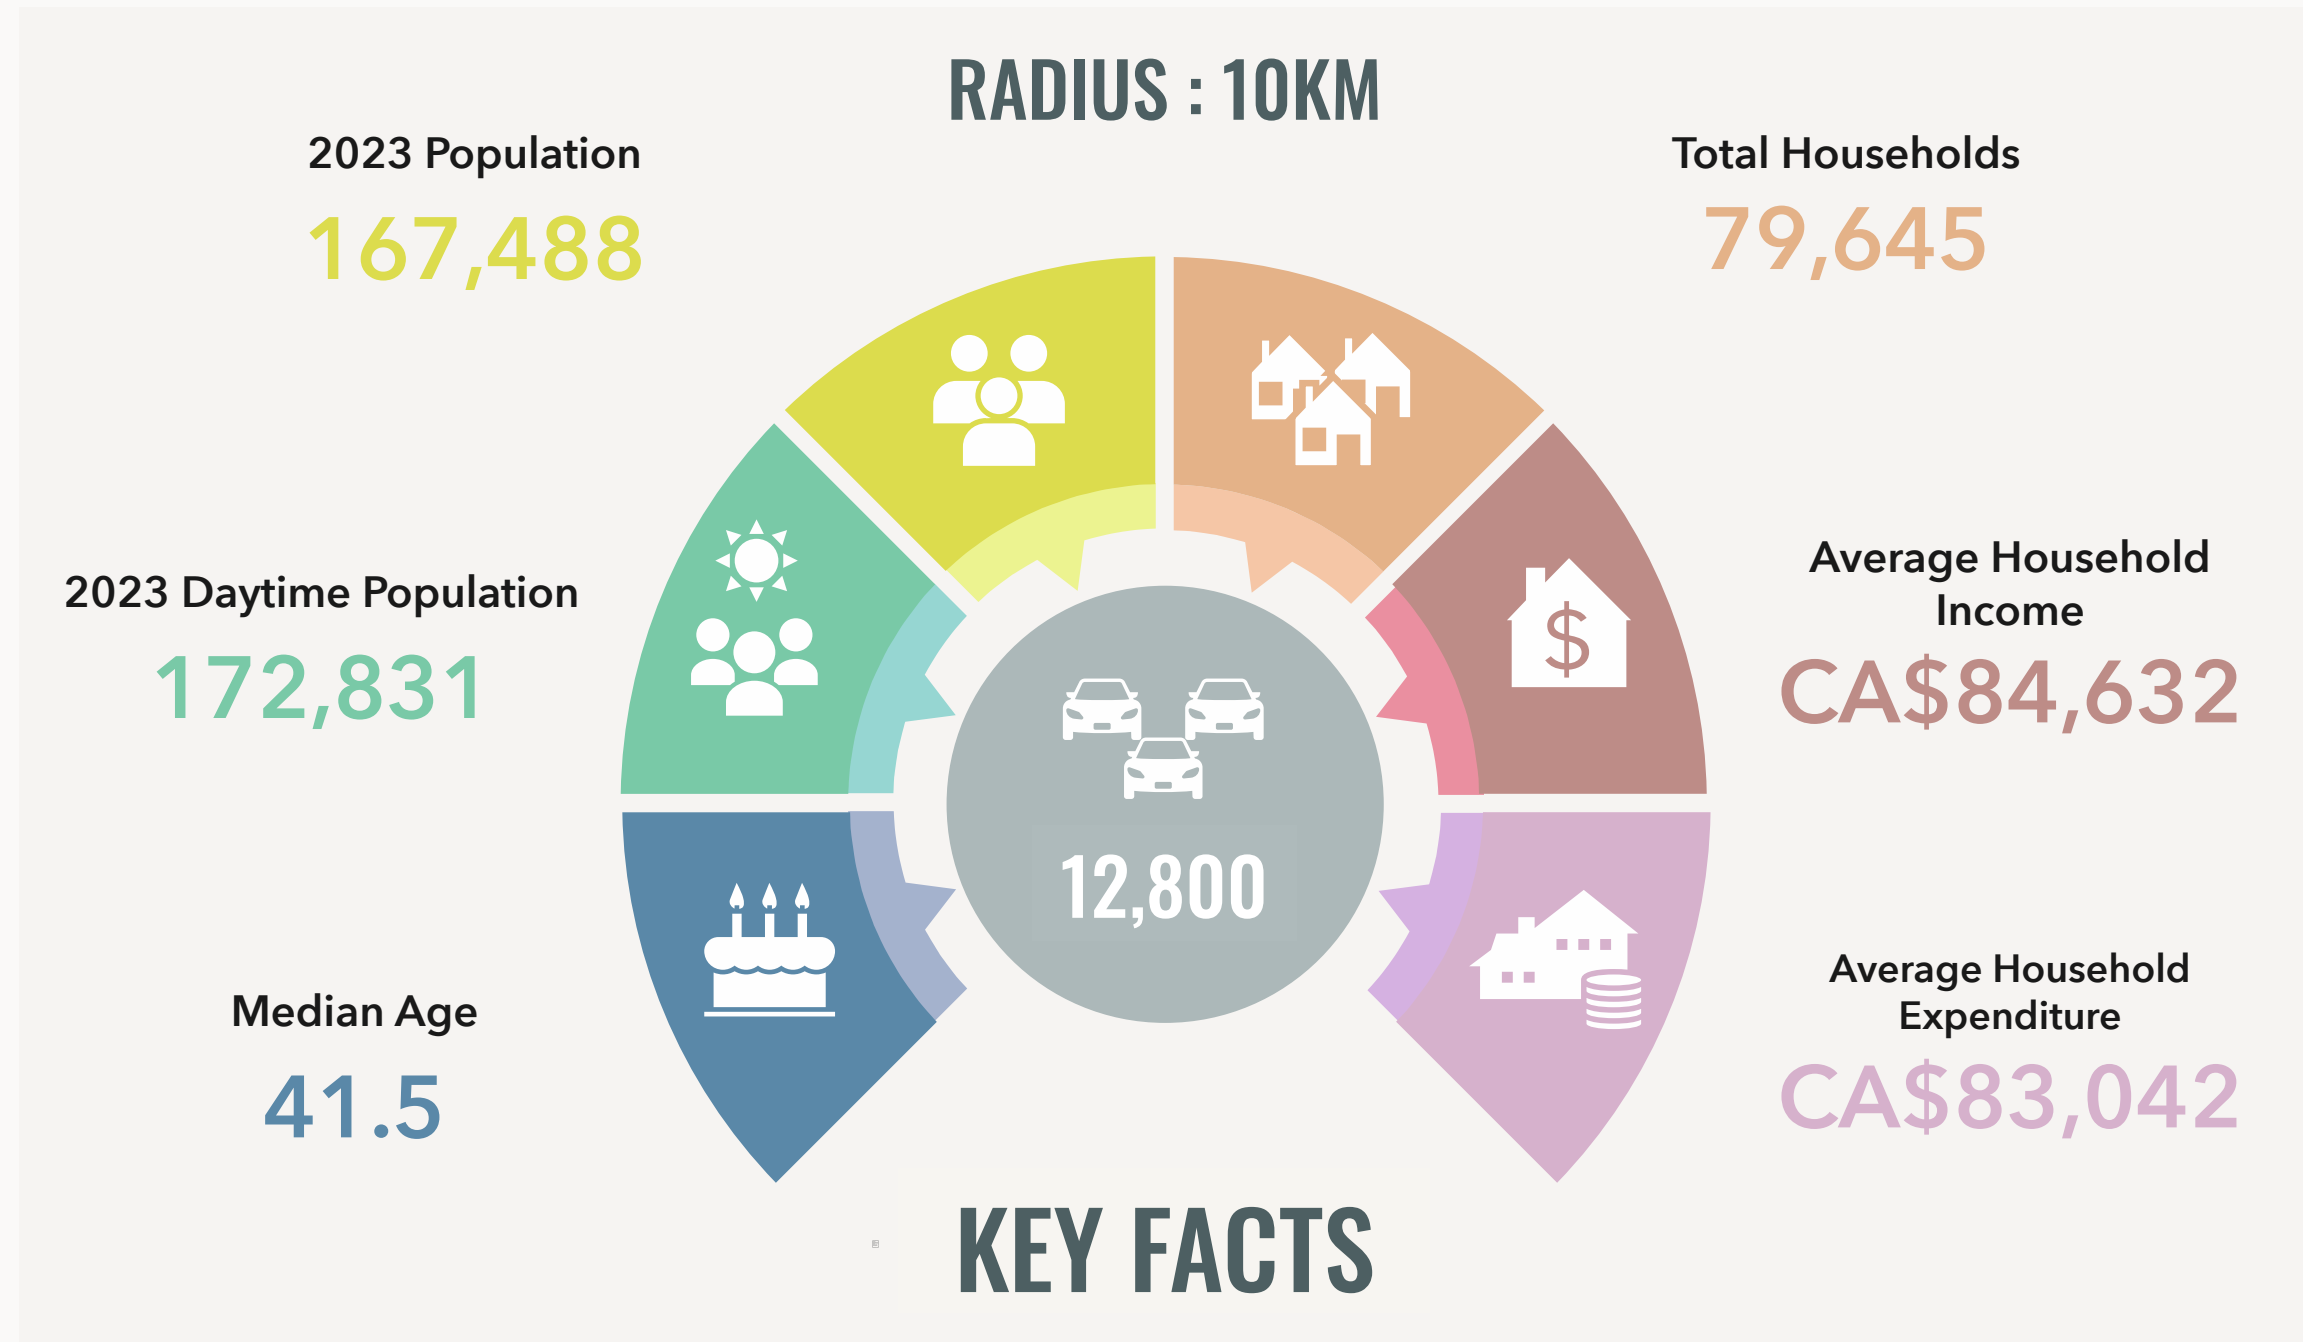 RADIUS : 10KM
2023 Population
167,488
Total Households
79,645
2023 Daytime Population
172,831
Average Household
Income
CA$84,632
$
12,800
Median Age
41.5
Average Household
Expenditure
CA$83,042
KEY FACTS